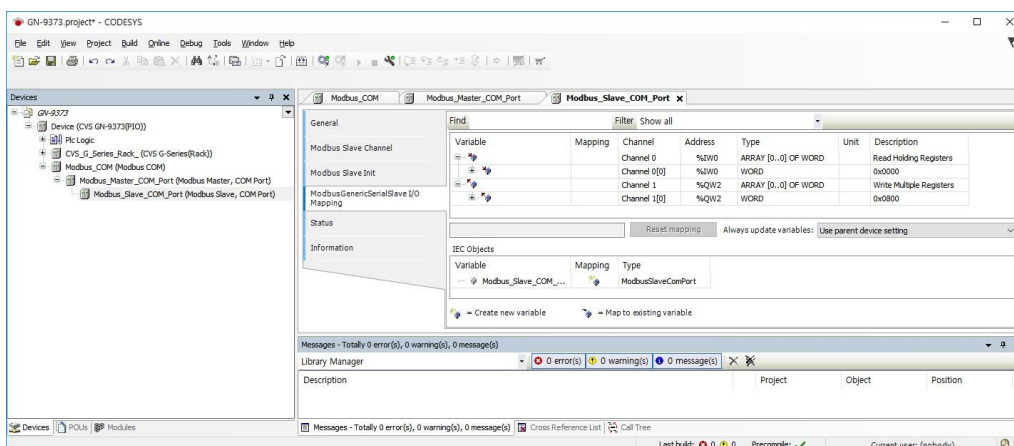 GN-9373.project* - CODESYS
File Edit View Project Build Online Debug Tools Window Help
Devices
GN-9373
Device (CVS GN-9373(PIO))
Plc Logic
CVS_G_Series_Rack_ (CVS G-Series(Rack))
Modbus_COM (Modbus COM)
Modbus_Master_COM_Port (Modbus Master, COM Port)
Modbus_Slave_COM_Port (Modbus Slave, COM Port)
Devices POUs Modules
Modbus_COM Modbus_Master_COM_Port Modbus_Slave_COM_Port
General
Modbus Slave Channel
Modbus Slave Init
ModbusGenericSerialSlave I/O
Mapping
Status
Information
Find Filter Show all
Variable Mapping Channel Address Type Unit Description
Channel 0 %IW0 ARRAY [0..0] OF WORD Read Holding Registers
Channel 0[0] %IW0 WORD 0x0000
Channel 1 %QW2 ARRAY [0..0] OF WORD Write Multiple Registers
Channel 1[0] %QW2 WORD 0x0800
Reset mapping Always update variables: Use parent device setting
IEC Objects
Variable Mapping Type
Modbus_Slave_COM_... ModbusSlaveComPort
= Create new variable = Map to existing variable
Messages - Totally 0 error(s), 0 warning(s), 0 message(s)
Library Manager 0 error(s) 0 warning(s) 0 message(s)
Description Project Object Position
Messages - Totally 0 error(s), 0 warning(s), 0 message(s) Cross Reference List Call Tree
Last build: 0 0 Precompile: Current user: (nobody)